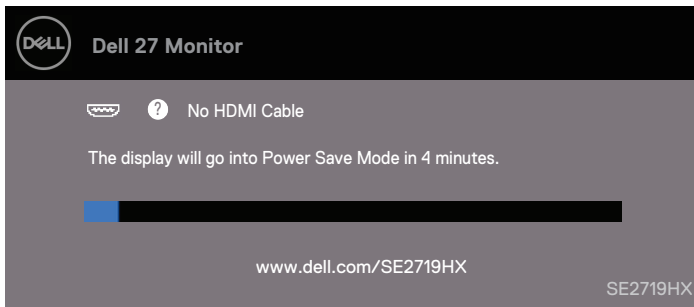 DELL
Dell 27 Monitor
? No HDMI Cable
The display will go into Power Save Mode in 4 minutes.
www.dell.com/SE2719HX
SE2719HX